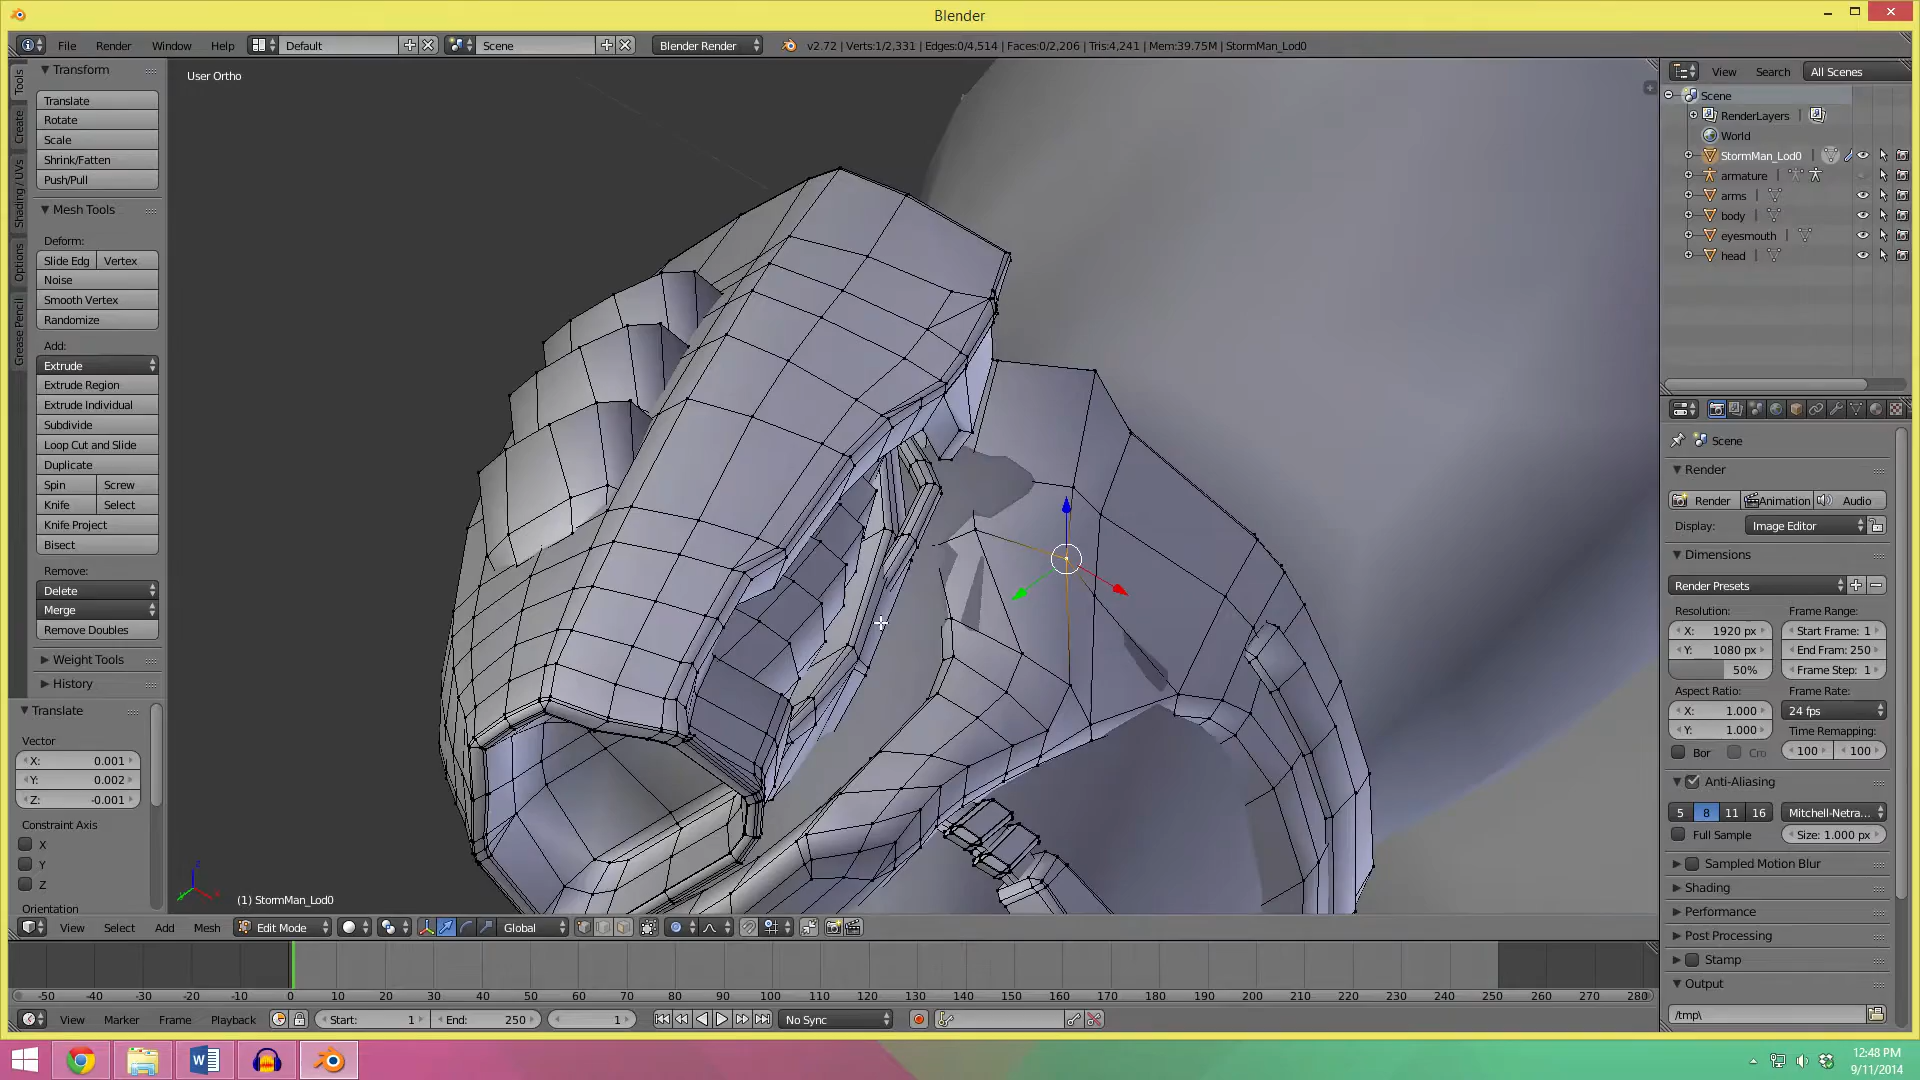 Blender
File Render Window Help Default Scene Blender Render v2.72 | Verts:1/2,331 | Edges:0/4,514 | Faces:0/2,206 | Tris:4,241 | Mem:39.75M | StormMan_Lod0
View Search All Scenes
Tools
Create
Shading / UVs
Options
Grease Pencil
Transform
Translate
Rotate
Scale
Shrink/Fatten
Push/Pull
Mesh Tools
Deform:
Slide Edg Vertex
Noise
Smooth Vertex
Randomize
Add:
Extrude
Extrude Region
Extrude Individual
Subdivide
Loop Cut and Slide
Duplicate
Spin Screw
Knife Select
Knife Project
Bisect
Remove:
Delete
Merge
Remove Doubles
Weight Tools
History
Translate
Vector
X: 0.001
Y: 0.002
Z: -0.001
Constraint Axis
X
Y
Z
Orientation
User Ortho
(1) StormMan_Lod0
View Select Add Mesh Edit Mode Global
Scene
RenderLayers
World
StormMan_Lod0
armature
arms
body
eyesmouth
head
Scene
Render
Render Animation Audio
Display: Image Editor
Dimensions
Render Presets
Resolution: Frame Range:
X: 1920 px Start Frame: 1
Y: 1080 px End Fram: 250
50% Frame Step: 1
Aspect Ratio: Frame Rate:
X: 1.000 24 fps
Y: 1.000 Time Remapping:
Bor Cro 100 100
Anti-Aliasing
5 8 11 16 Mitchell-Netra...
Full Sample Size: 1.000 px
Sampled Motion Blur
Shading
Performance
Post Processing
Stamp
Output
/tmp\
-50 -40 -30 -20 -10 0 10 20 30 40 50 60 70 80 90 100 110 120 130 140 150 160 170 180 190 200 210 220 230 240 250 260 270 280
View Marker Frame Playback Start: 1 End: 250 1 No Sync
12:48 PM
9/11/2014